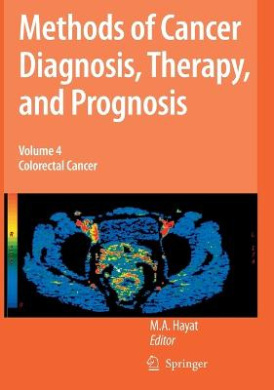 Methods of Cancer
Diagnosis, Therapy,
and Prognosis
Volume 4
Colorectal Cancer
M.A. Hayat
Editor
Springer